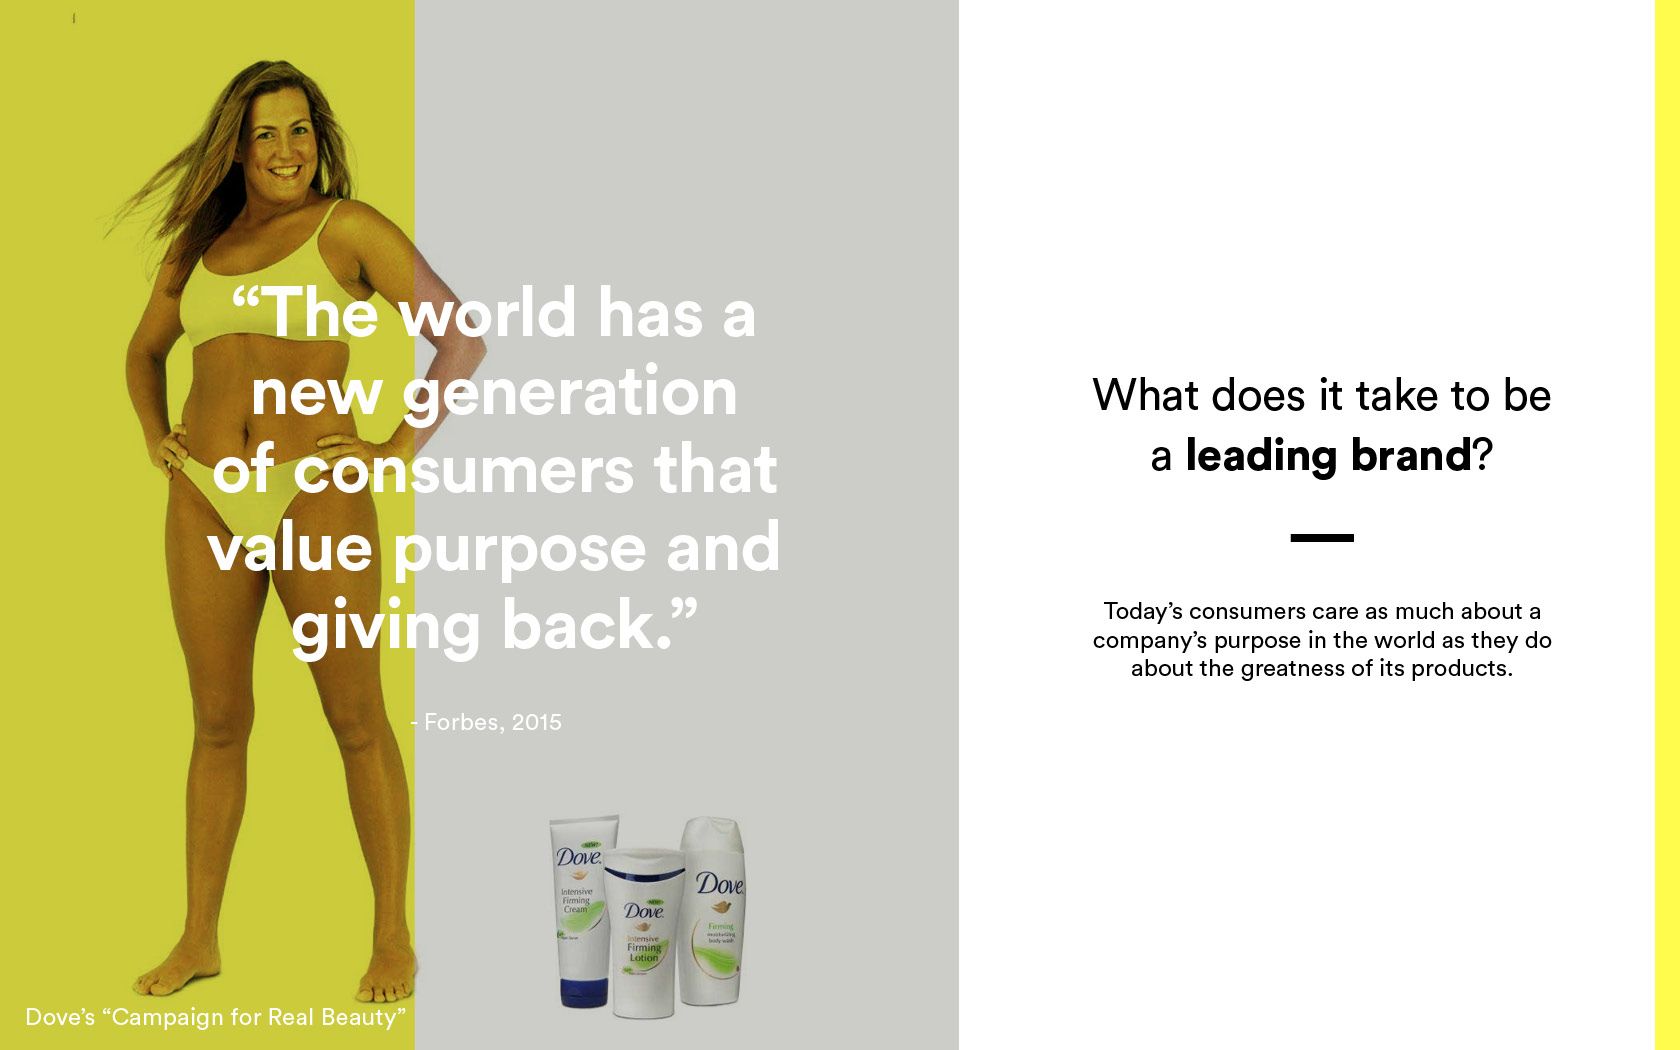 “The world has a
new generation
of consumers that
value purpose and
giving back.”
- Forbes, 2015
Dove’s “Campaign for Real Beauty”
NEW!
Dove.
Intensive
Firming
Cream
NEW!
Dove.
Intensive
Firming
Lotion
Dove.
Firming
moisturising
body wash
What does it take to be
a leading brand?
Today’s consumers care as much about a
company’s purpose in the world as they do
about the greatness of its products.